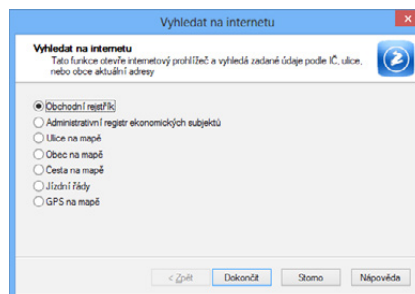 Vyhledat na internetu
Vyhledat na internetu
Tato funkce otevře internetový prohlížeč a vyhledá zadané údaje podle IČ, ulice,
nebo obce aktuální adresy
Obchodní rejstřík
Administrativní registr ekonomických subjektů
Ulice na mapě
Obec na mapě
Cesta na mapě
Jízdní řády
GPS na mapě
< Zpět Dokončit Storno Nápověda